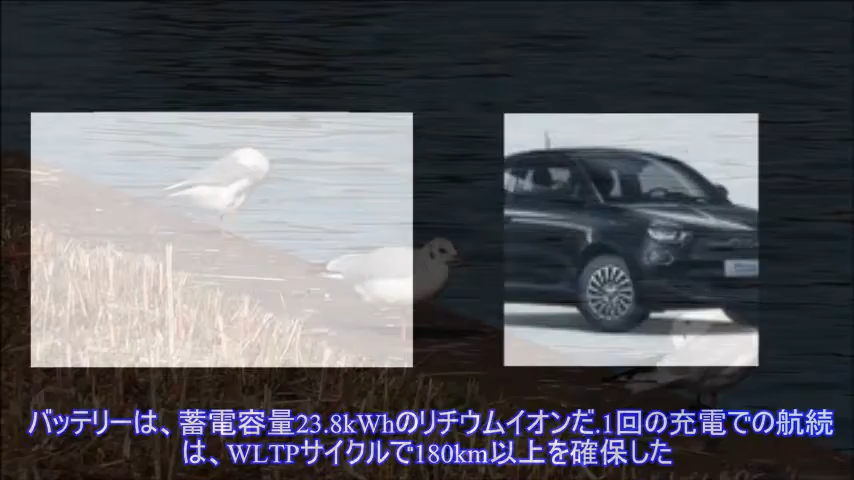 バッテリーは、蓄電容量23.8kWhのリチウムイオンだ.1回の充電での航続
は、WLTPサイクルで180km以上を確保した